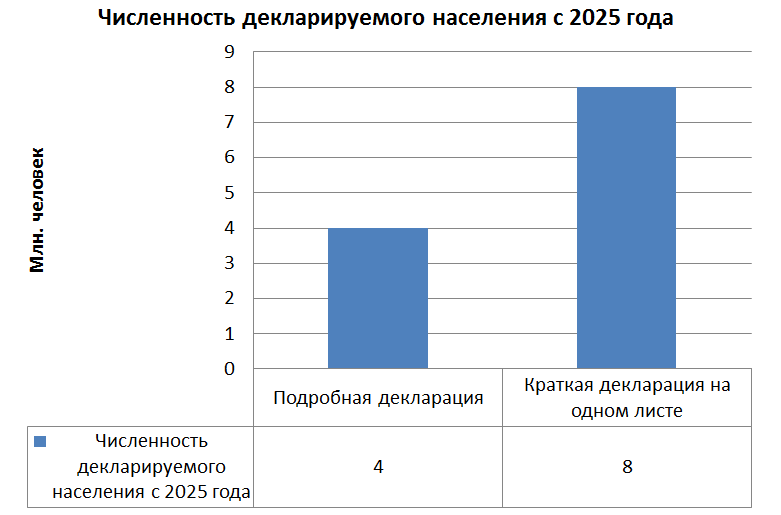 Численность декларируемого населения с 2025 года
Млн. человек
9
8
7
6
5
4
3
2
1
0
Подробная декларация
Краткая декларация на
одном листе
Численность
декларируемого
населения с 2025 года
4
8